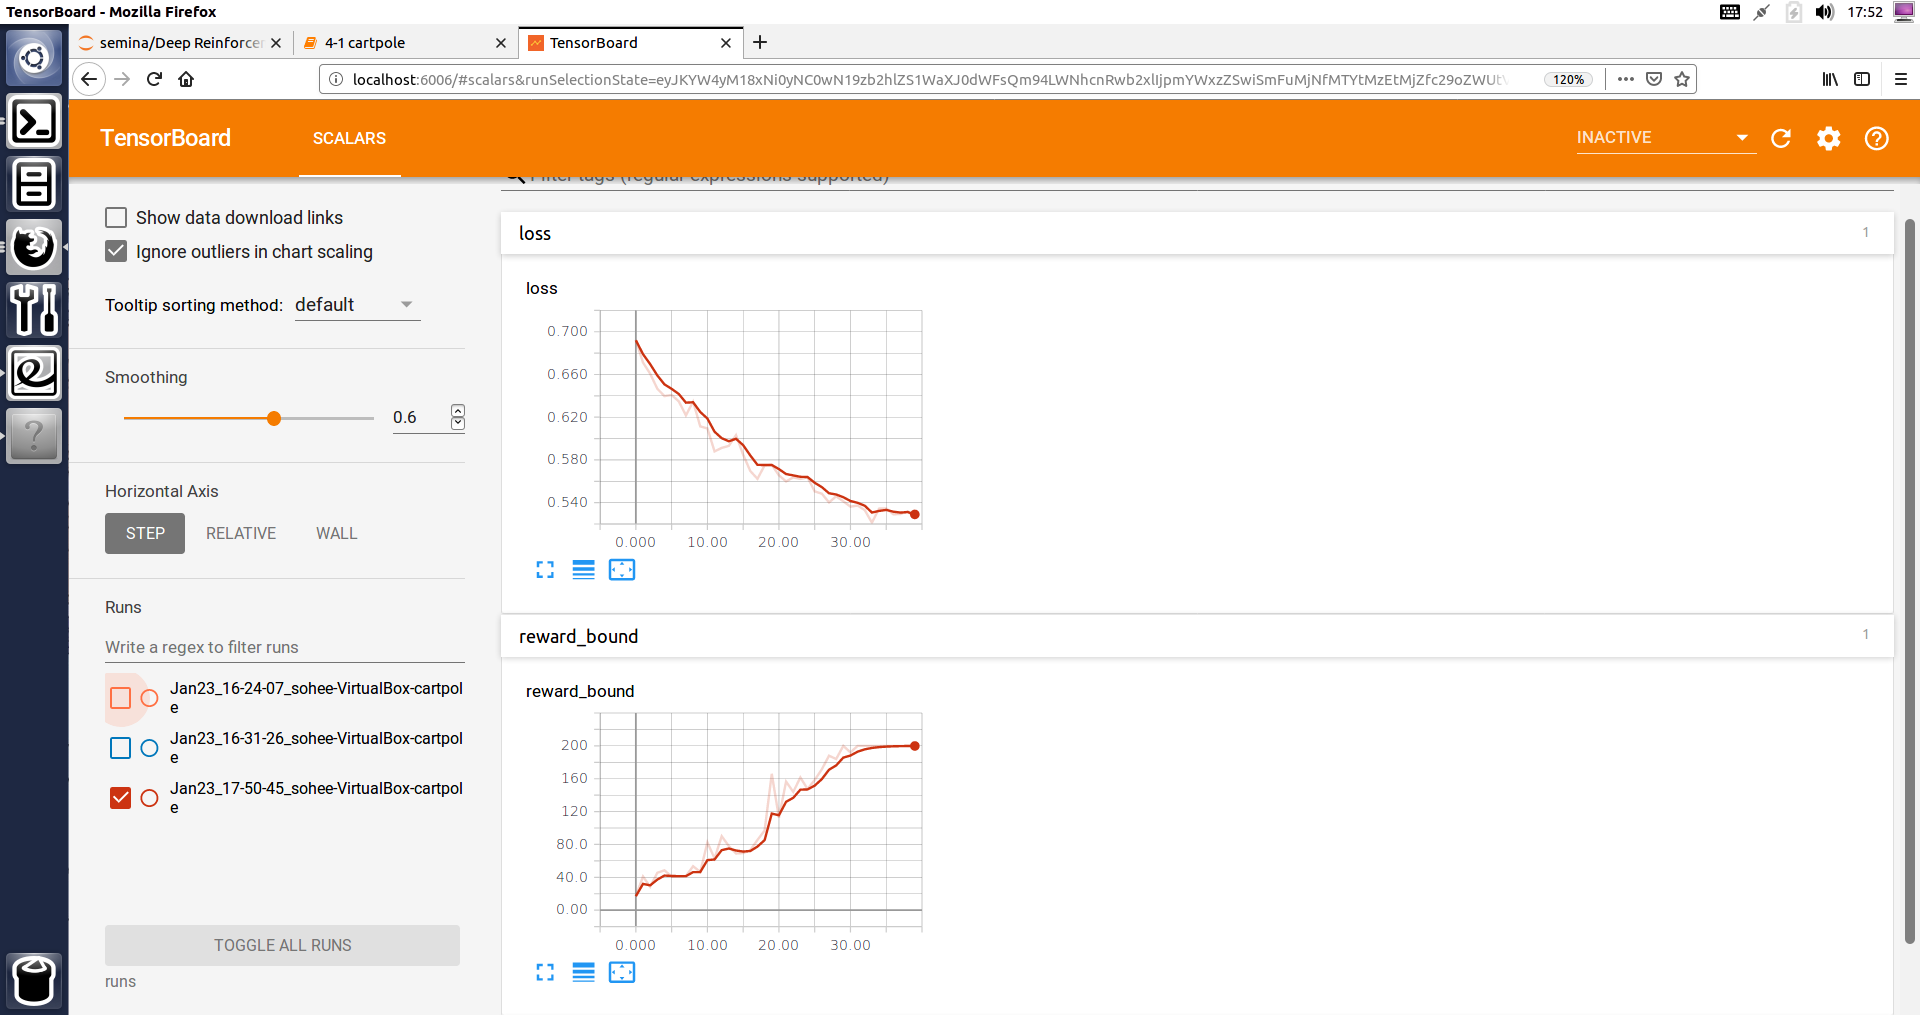 TensorBoard - Mozilla Firefox
17:52
semina/Deep Reinforcer
4-1 cartpole
TensorBoard
localhost:6006/#scalars&runSelectionState=
120%
TensorBoard
SCALARS
INACTIVE
Filter tags (regular expressions supported)
Show data download links
Ignore outliers in chart scaling
Tooltip sorting method: default
Smoothing
0.6
Horizontal Axis
STEP RELATIVE WALL
Runs
Write a regex to filter runs
Jan23_16-24-07_sohee-VirtualBox-cartpol
e
Jan23_16-31-26_sohee-VirtualBox-cartpol
e
Jan23_17-50-45_sohee-VirtualBox-cartpol
e
TOGGLE ALL RUNS
runs
loss 1
loss
0.700
0.660
0.620
0.580
0.540
0.000 10.00 20.00 30.00
reward_bound 1
reward_bound
200
160
120
80.0
40.0
0.00
0.000 10.00 20.00 30.00